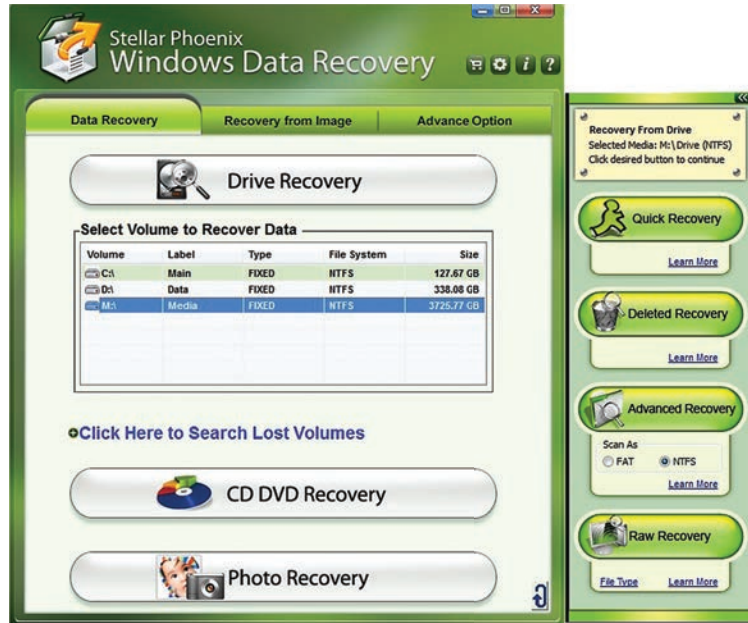 Stellar Phoenix
Windows Data Recovery
i ?
Data Recovery Recovery from Image Advance Option
Drive Recovery
Select Volume to Recover Data
Volume Label Type File System Size
C:\ Main FIXED NTFS 127.67 GB
D:\ Data FIXED NTFS 338.08 GB
M:\ Media FIXED NTFS 3725.77 GB
Click Here to Search Lost Volumes
CD DVD Recovery
Photo Recovery
Recovery From Drive
Selected Media: M:\Drive (NTFS)
Click desired button to continue
Quick Recovery
Learn More
Deleted Recovery
Learn More
Advanced Recovery
Scan As
FAT NTFS
Learn More
Raw Recovery
File Type Learn More